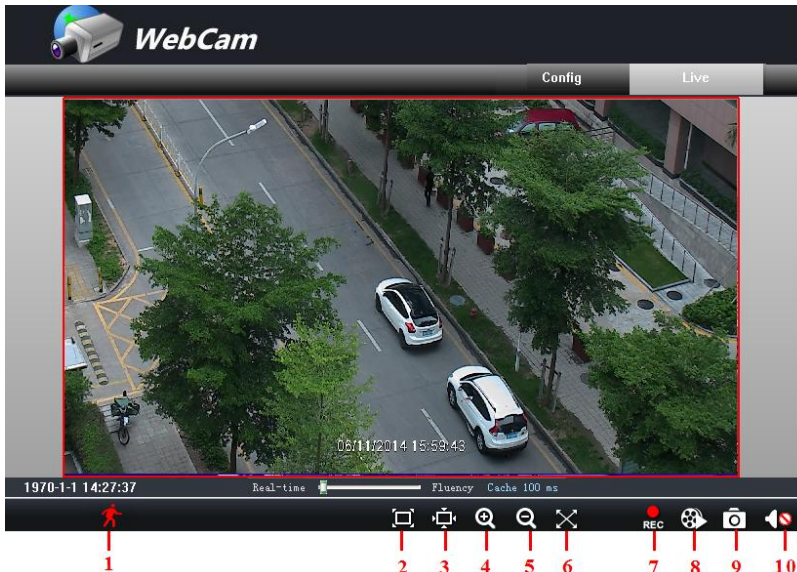 WebCam
Config Live
06/11/2014 15:59:43
1970-1-1 14:27:37 Real-time Fluency Cache 100 ms
REC
1 2 3 4 5 6 7 8 9 10